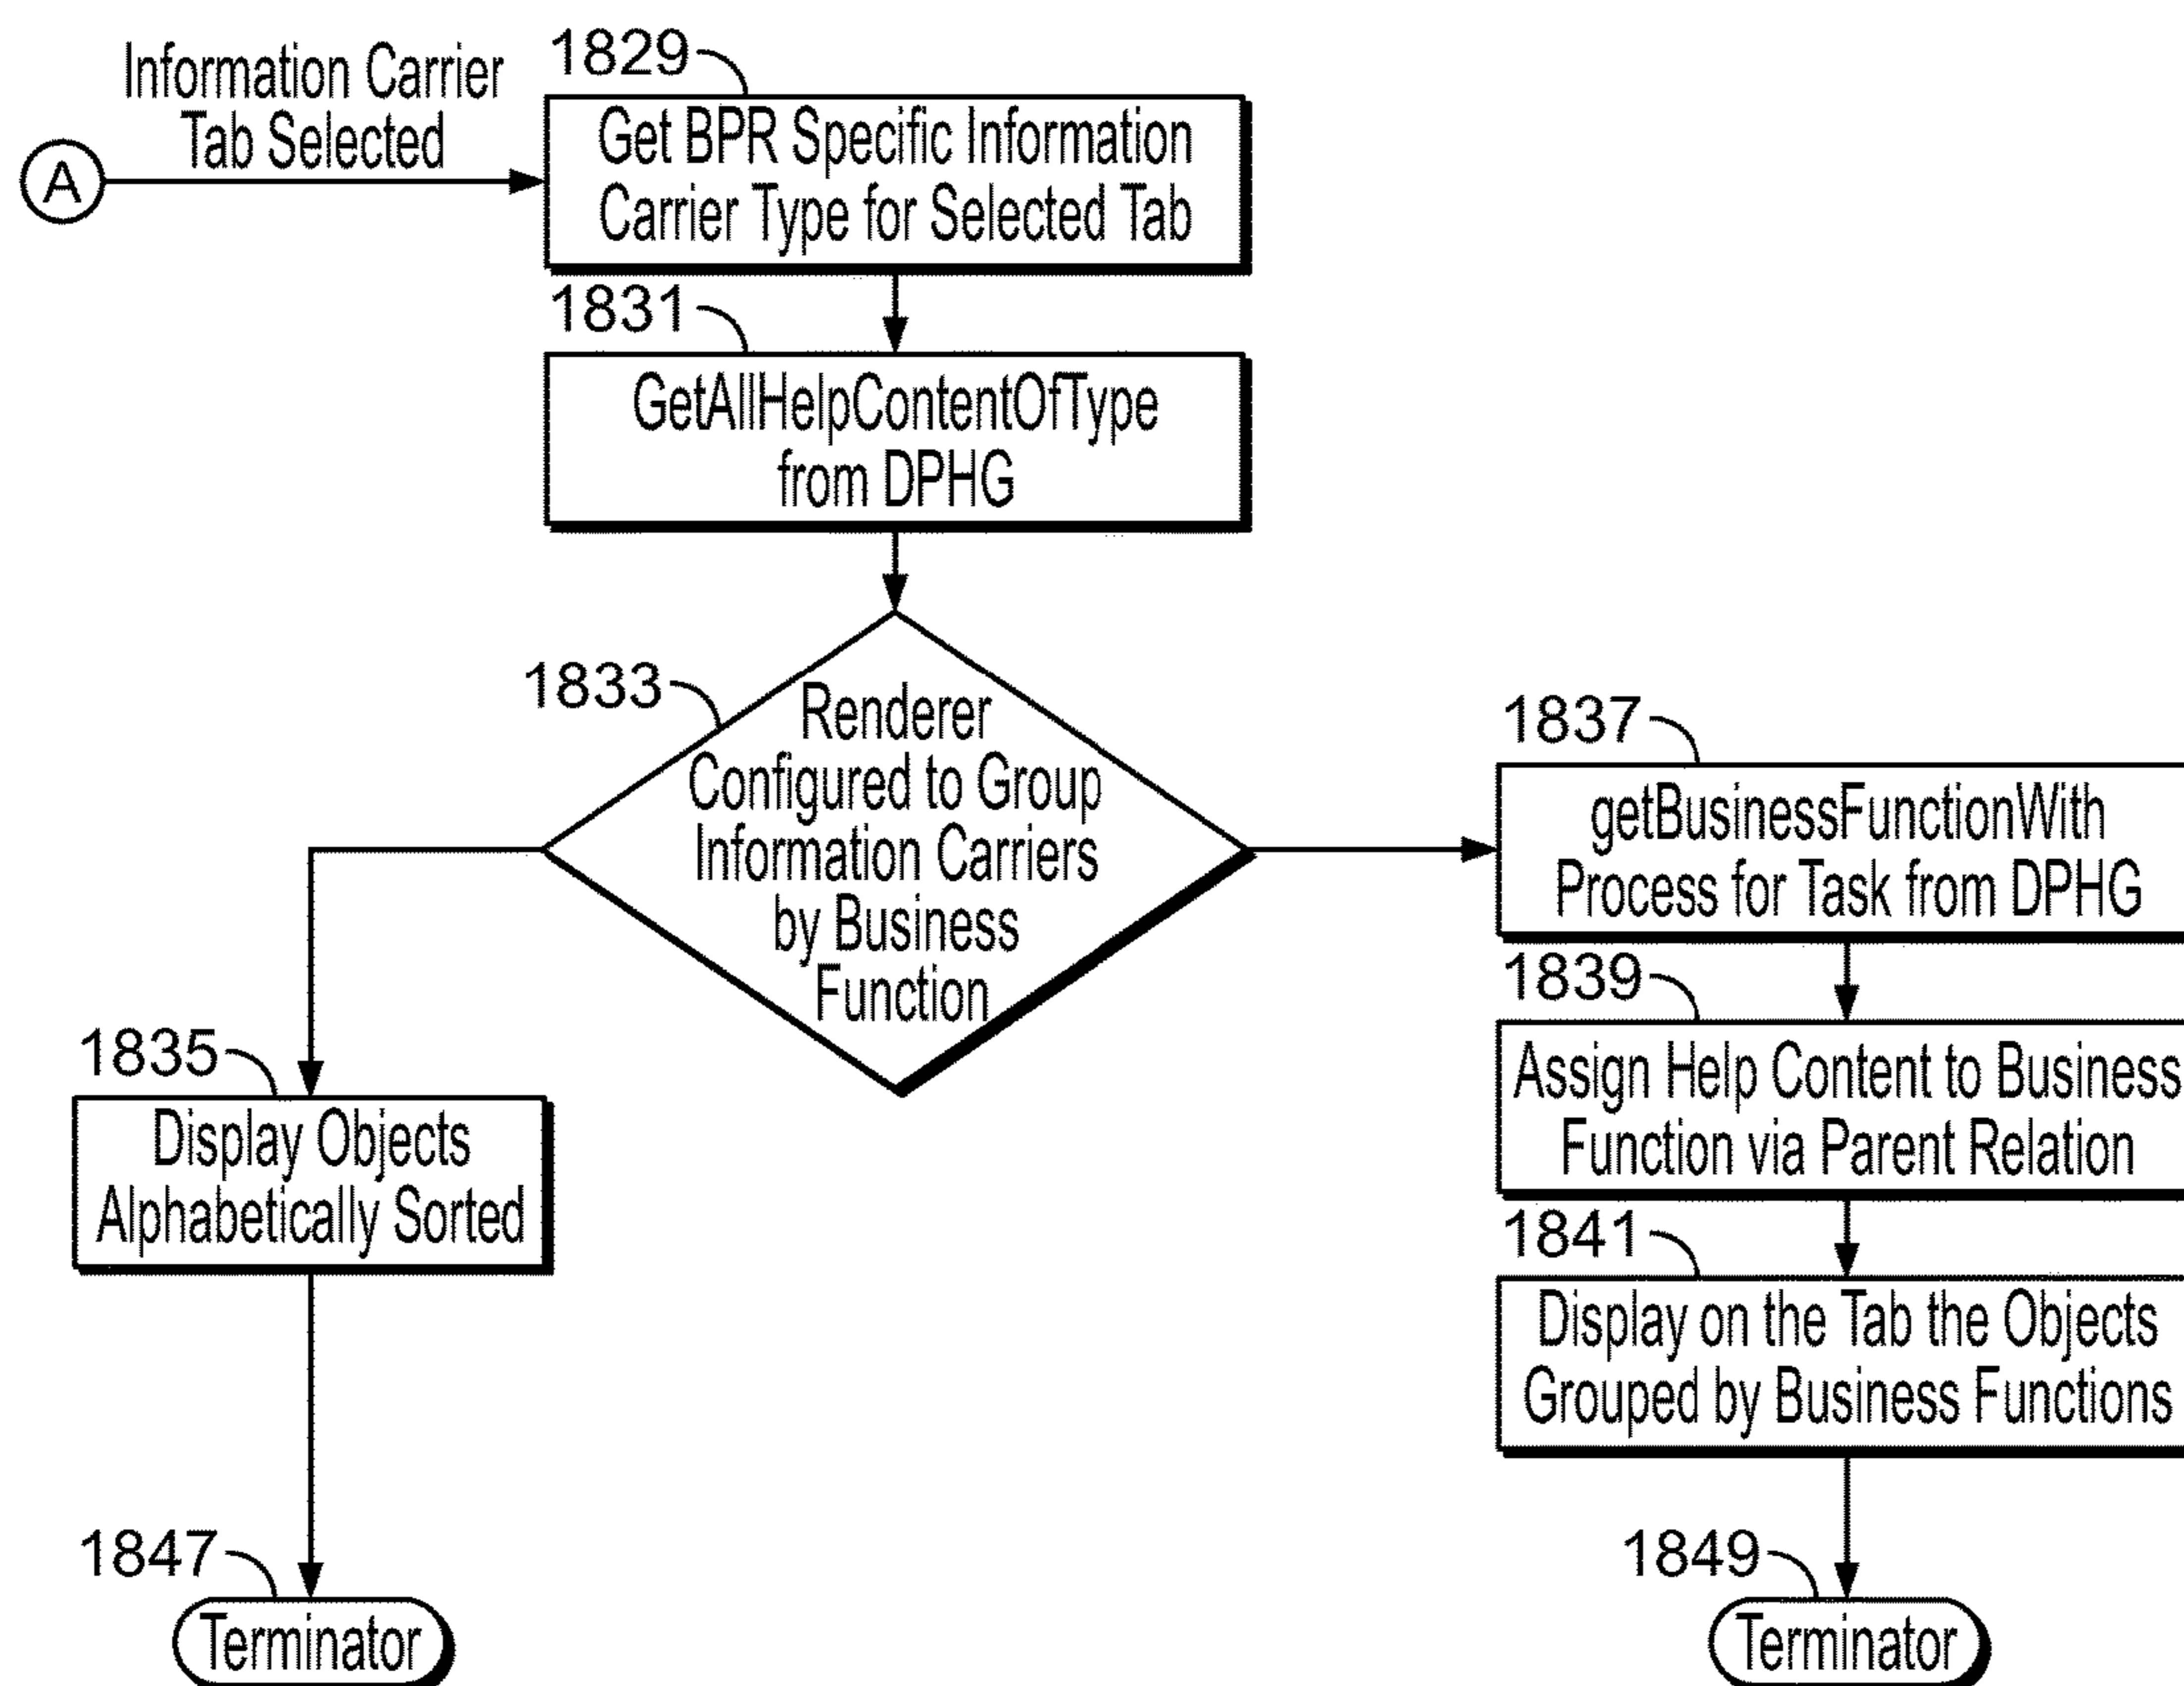 Information Carrier
Tab Selected
A
1829
Get BPR Specific Information
Carrier Type for Selected Tab
1831
GetAllHelpContentOfType
from DPHG
1833
Renderer
Configured to Group
Information Carriers
by Business
Function
1837
getBusinessFunctionWith
Process for Task from DPHG
1839
Assign Help Content to Business
Function via Parent Relation
1835
Display Objects
Alphabetically Sorted
1841
Display on the Tab the Objects
Grouped by Business Functions
1847
Terminator
1849
Terminator